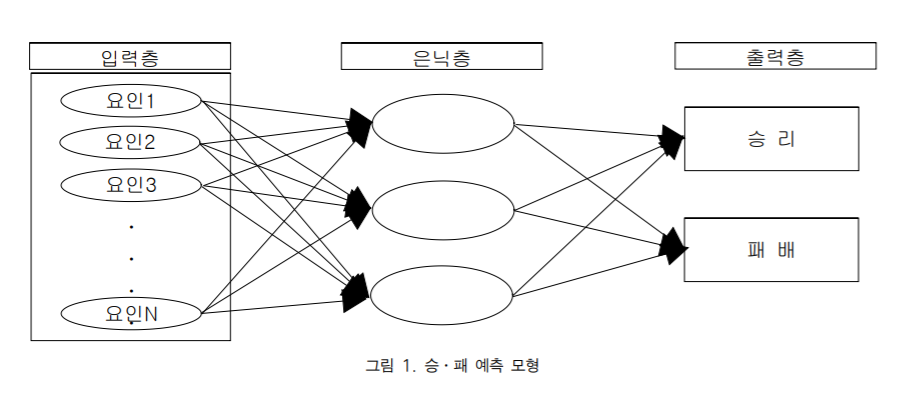 입력층 은닉층 출력층
요인1
요인2
요인3
요인N
승 리
패 배
그림 1. 승·패 예측 모형